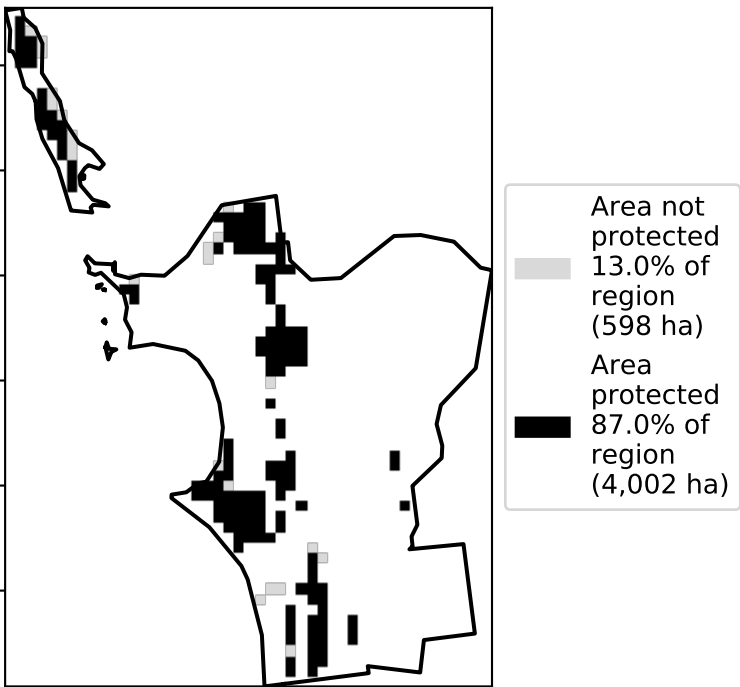 Area not
protected
13.0% of
region
(598 ha)
Area
protected
87.0% of
region
(4,002 ha)